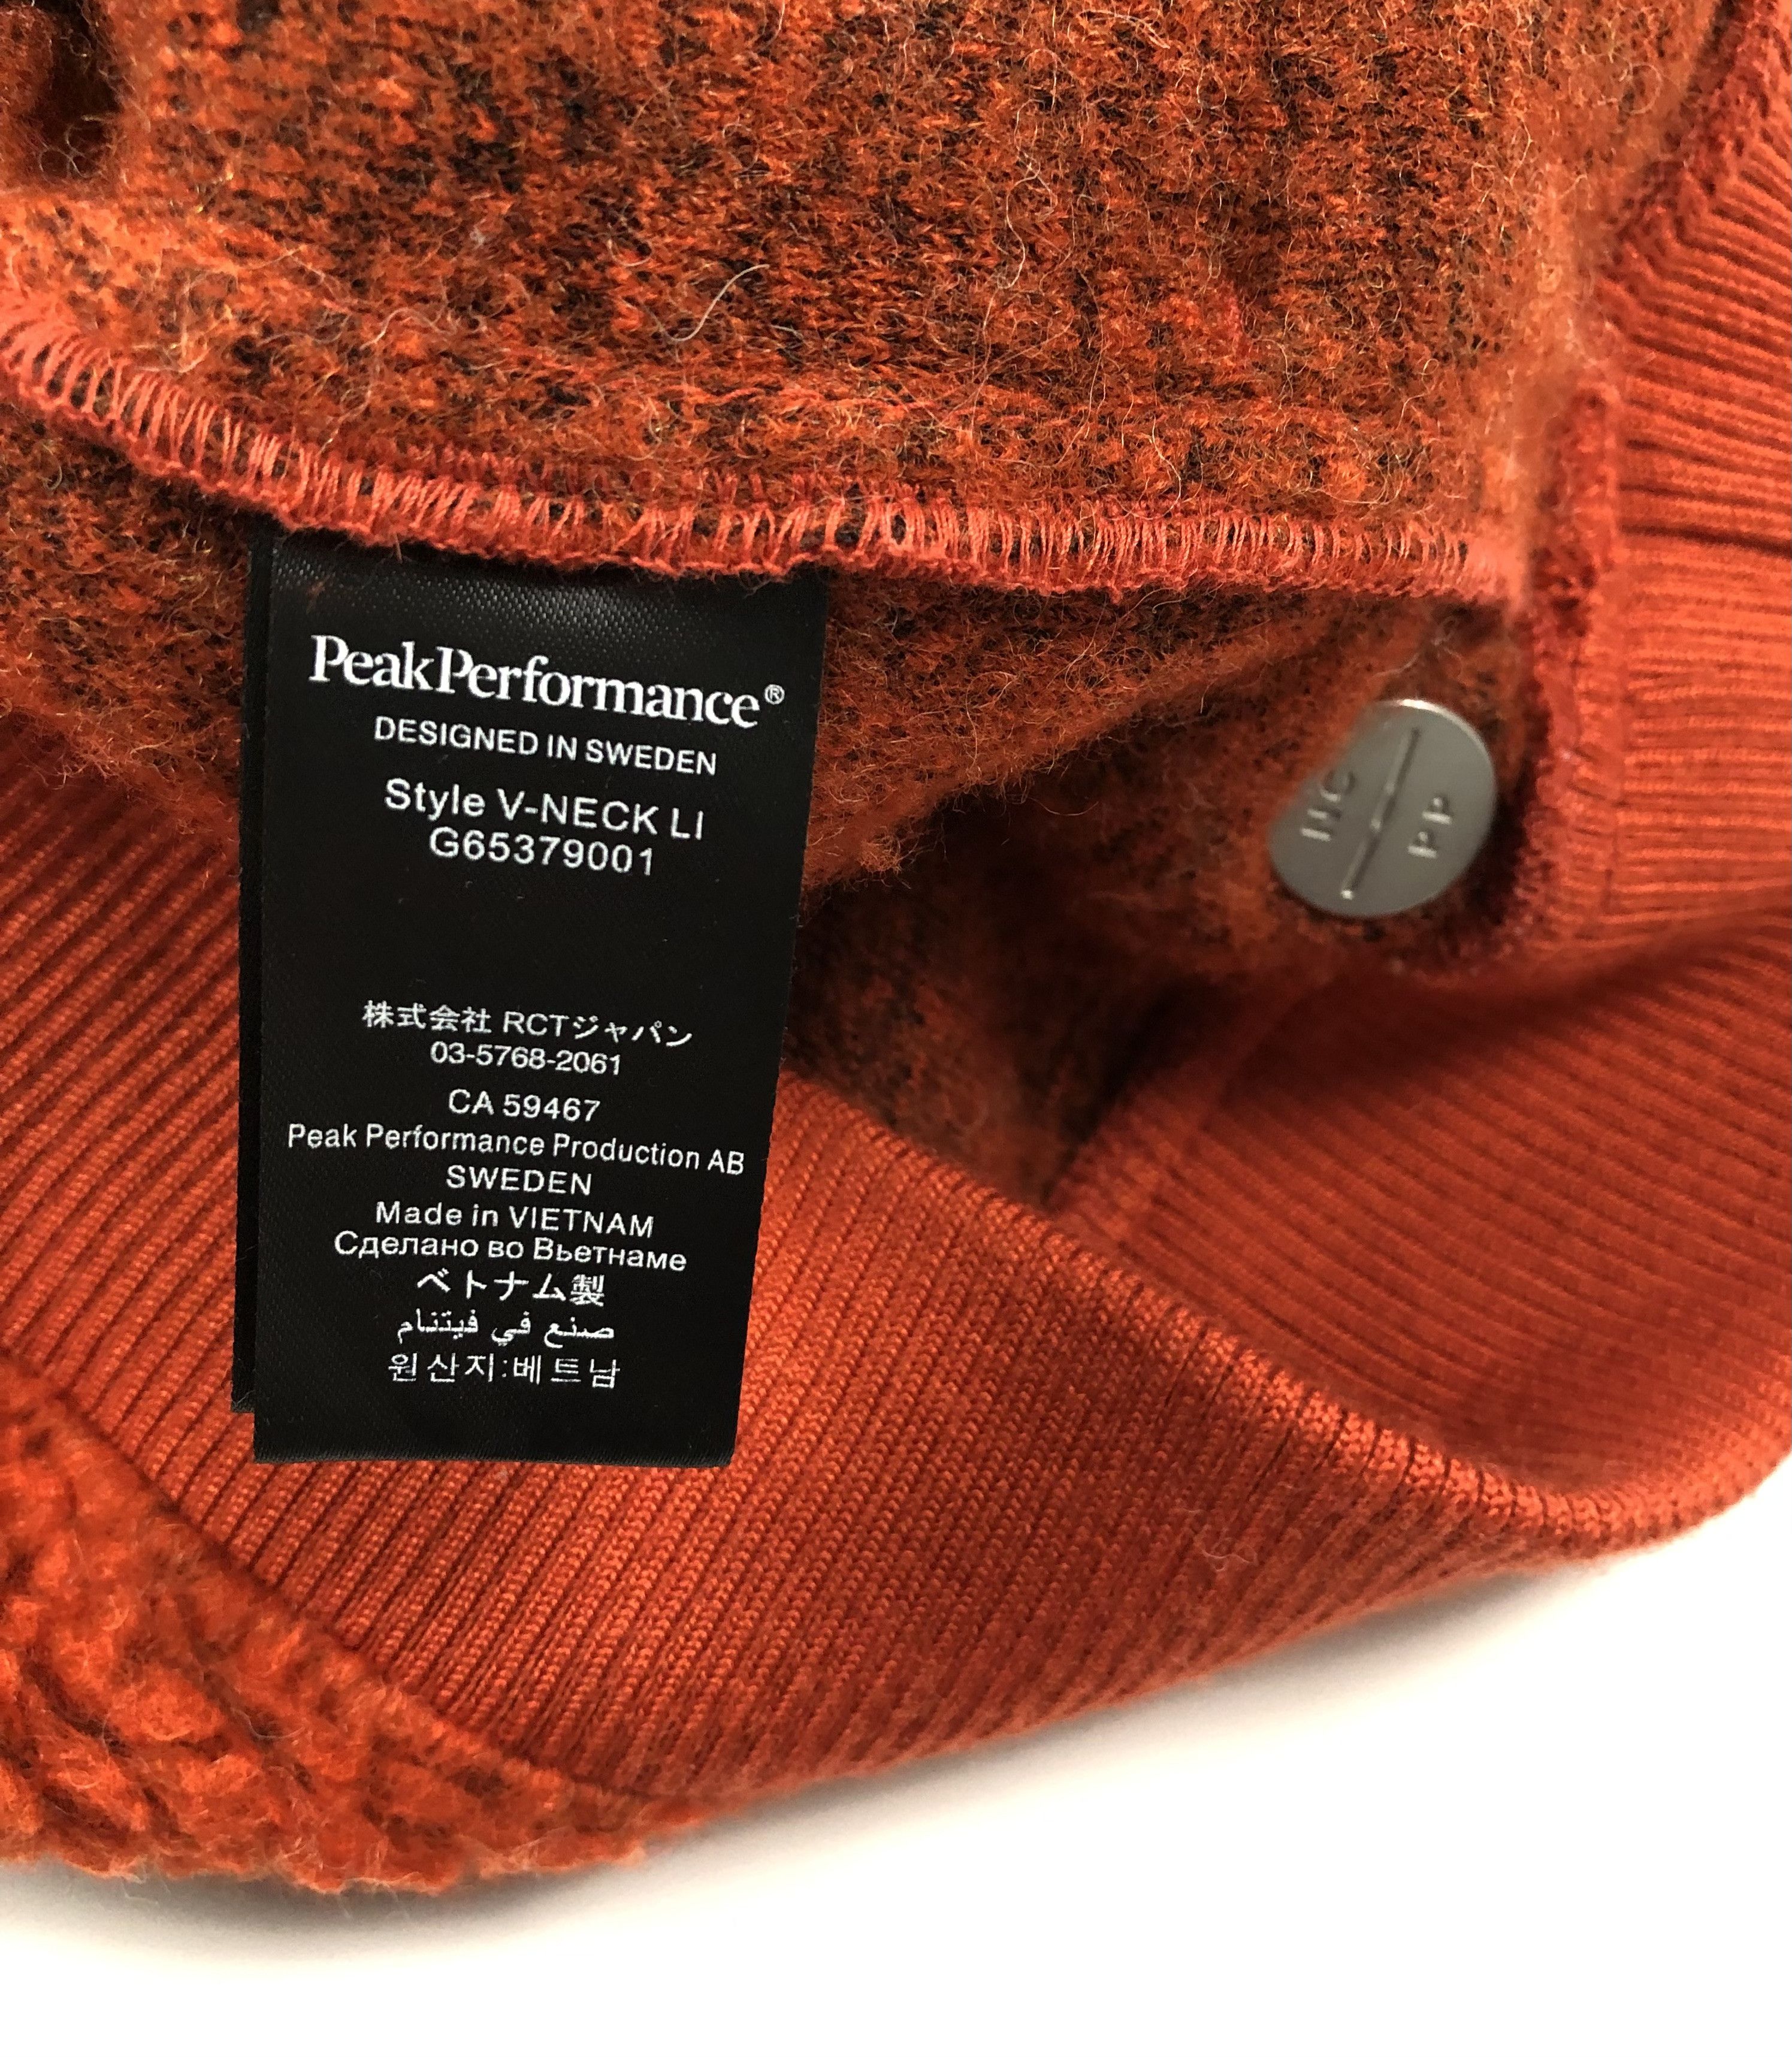 PeakPerformance®
DESIGNED IN SWEDEN
Style V-NECK LI
G65379001
株式会社 RCTジャパン
03-5768-2061
CA 59467
Peak Performance Production AB
SWEDEN
Made in VIETNAM
Сделано во Вьетнаме
ベトナム製
صنع في فيتنام
원산지:베트남
PP